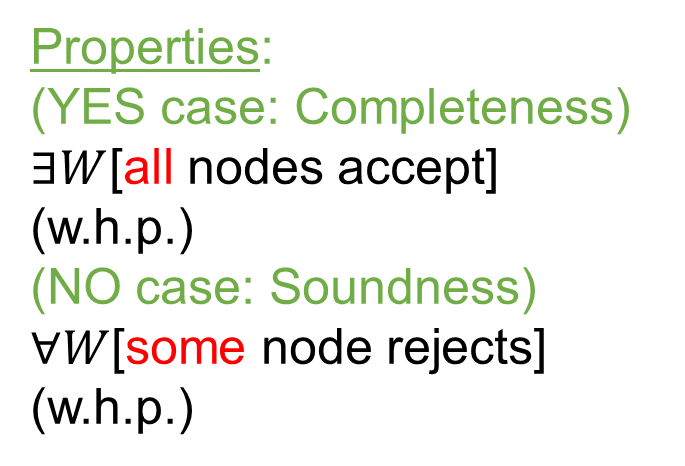 Properties:
(YES case: Completeness)
∃W[all nodes accept]
(w.h.p.)
(NO case: Soundness)
∀W[some node rejects]
(w.h.p.)